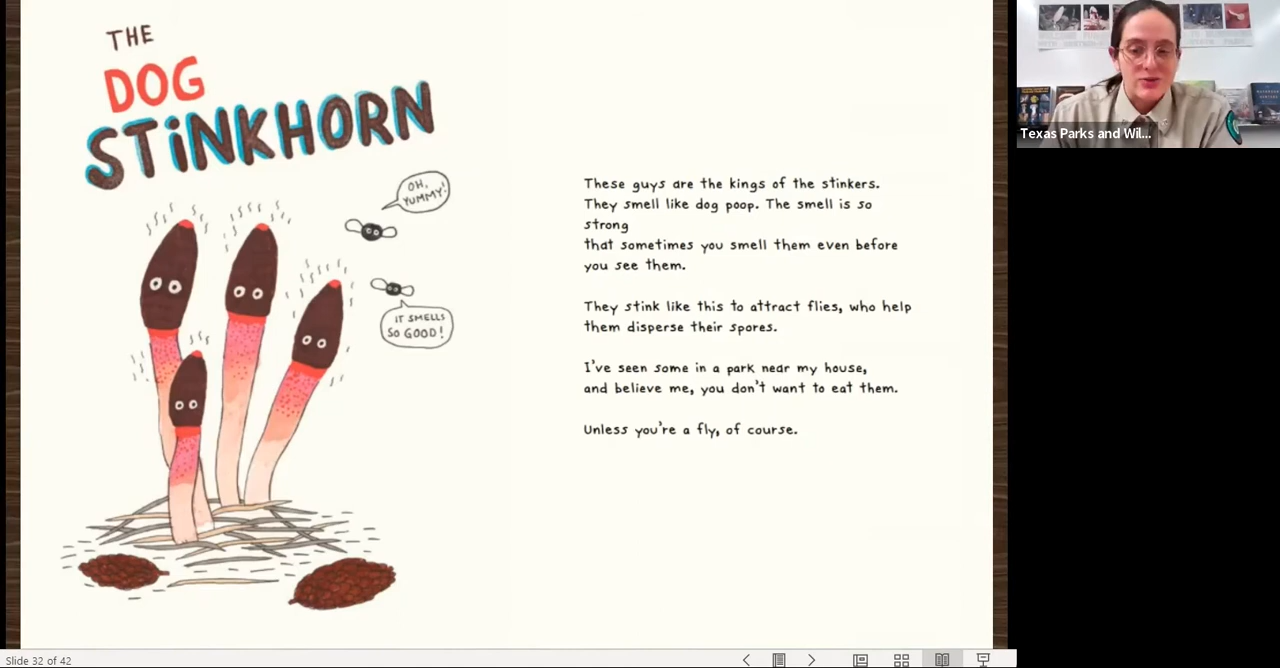 THE
DOG
STiNKHORN
OH,
YUMMY!
IT SMELLS
SO GOOD!
These guys are the kings of the stinkers.
They smell like dog poop. The smell is so
strong
that sometimes you smell them even before
you see them.
They stink like this to attract flies, who help
them disperse their spores.
I've seen some in a park near my house,
and believe me, you don't want to eat them.
Unless you're a fly, of course.
Texas Parks and Wil...
Slide 32 of 42